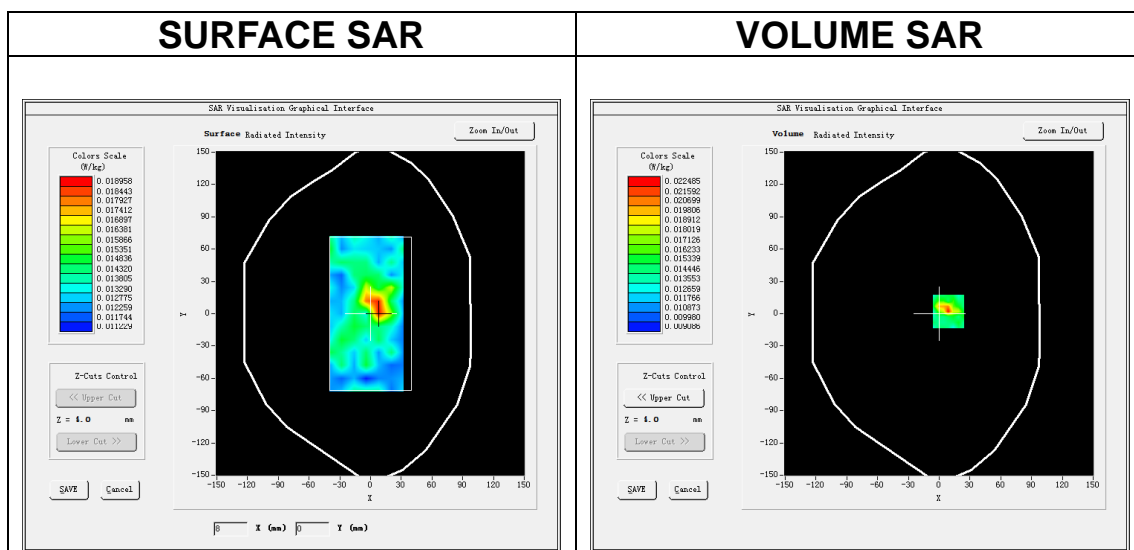 SURFACE SAR
VOLUME SAR
SAR Visualisation Graphical Interface
Surface Radiated Intensity
Zoom In/Out
Colors Scale
(W/kg)
0.018958
0.018443
0.017927
0.017412
0.016897
0.016381
0.015866
0.015351
0.014836
0.014320
0.013805
0.013290
0.012775
0.012259
0.011744
0.011229
Z-Cuts Control
<< Upper Cut
Z = 4.0 mm
Lower Cut >>
SAVE
Cancel
150
120
90
60
30
0
-30
-60
-90
-120
-150
Y
-150 -120 -90 -60 -30 0 30 60 90 120 150
X
8 X (mm) 0 Y (mm)
SAR Visualisation Graphical Interface
Volume Radiated Intensity
Zoom In/Out
Colors Scale
(W/kg)
0.022485
0.021592
0.020699
0.019806
0.018912
0.018019
0.017126
0.016233
0.015339
0.014446
0.013553
0.012659
0.011766
0.010873
0.009980
0.009086
Z-Cuts Control
<< Upper Cut
Z = 4.0 mm
Lower Cut >>
SAVE
Cancel
150
120
90
60
30
0
-30
-60
-90
-120
-150
Y
-150 -120 -90 -60 -30 0 30 60 90 120 150
X